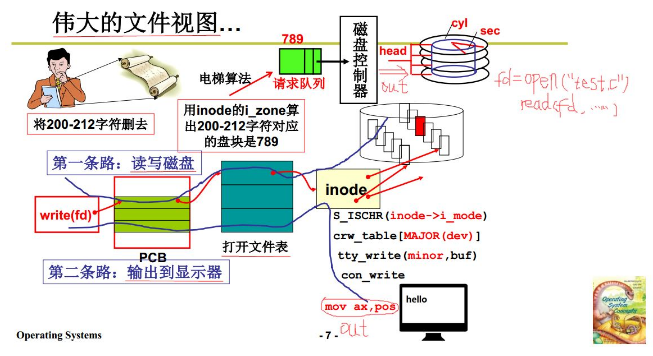 伟大的文件视图…
789
cyl
sec
head
磁盘控制器
电梯算法
请求队列
out
fd=open("test.c")
read(fd, ......)
将200-212字符删去
用inode的i_zone算
出200-212字符对应
的盘块是789
第一条路：读写磁盘
inode
write(fd)
S_ISCHR(inode->i_mode)
crw_table[MAJOR(dev)]
打开文件表
tty_write(minor,buf)
PCB
第二条路：输出到显示器
con_write
hello
mov ax,pos
out
Operating System Concepts
Operating Systems
- 7 -